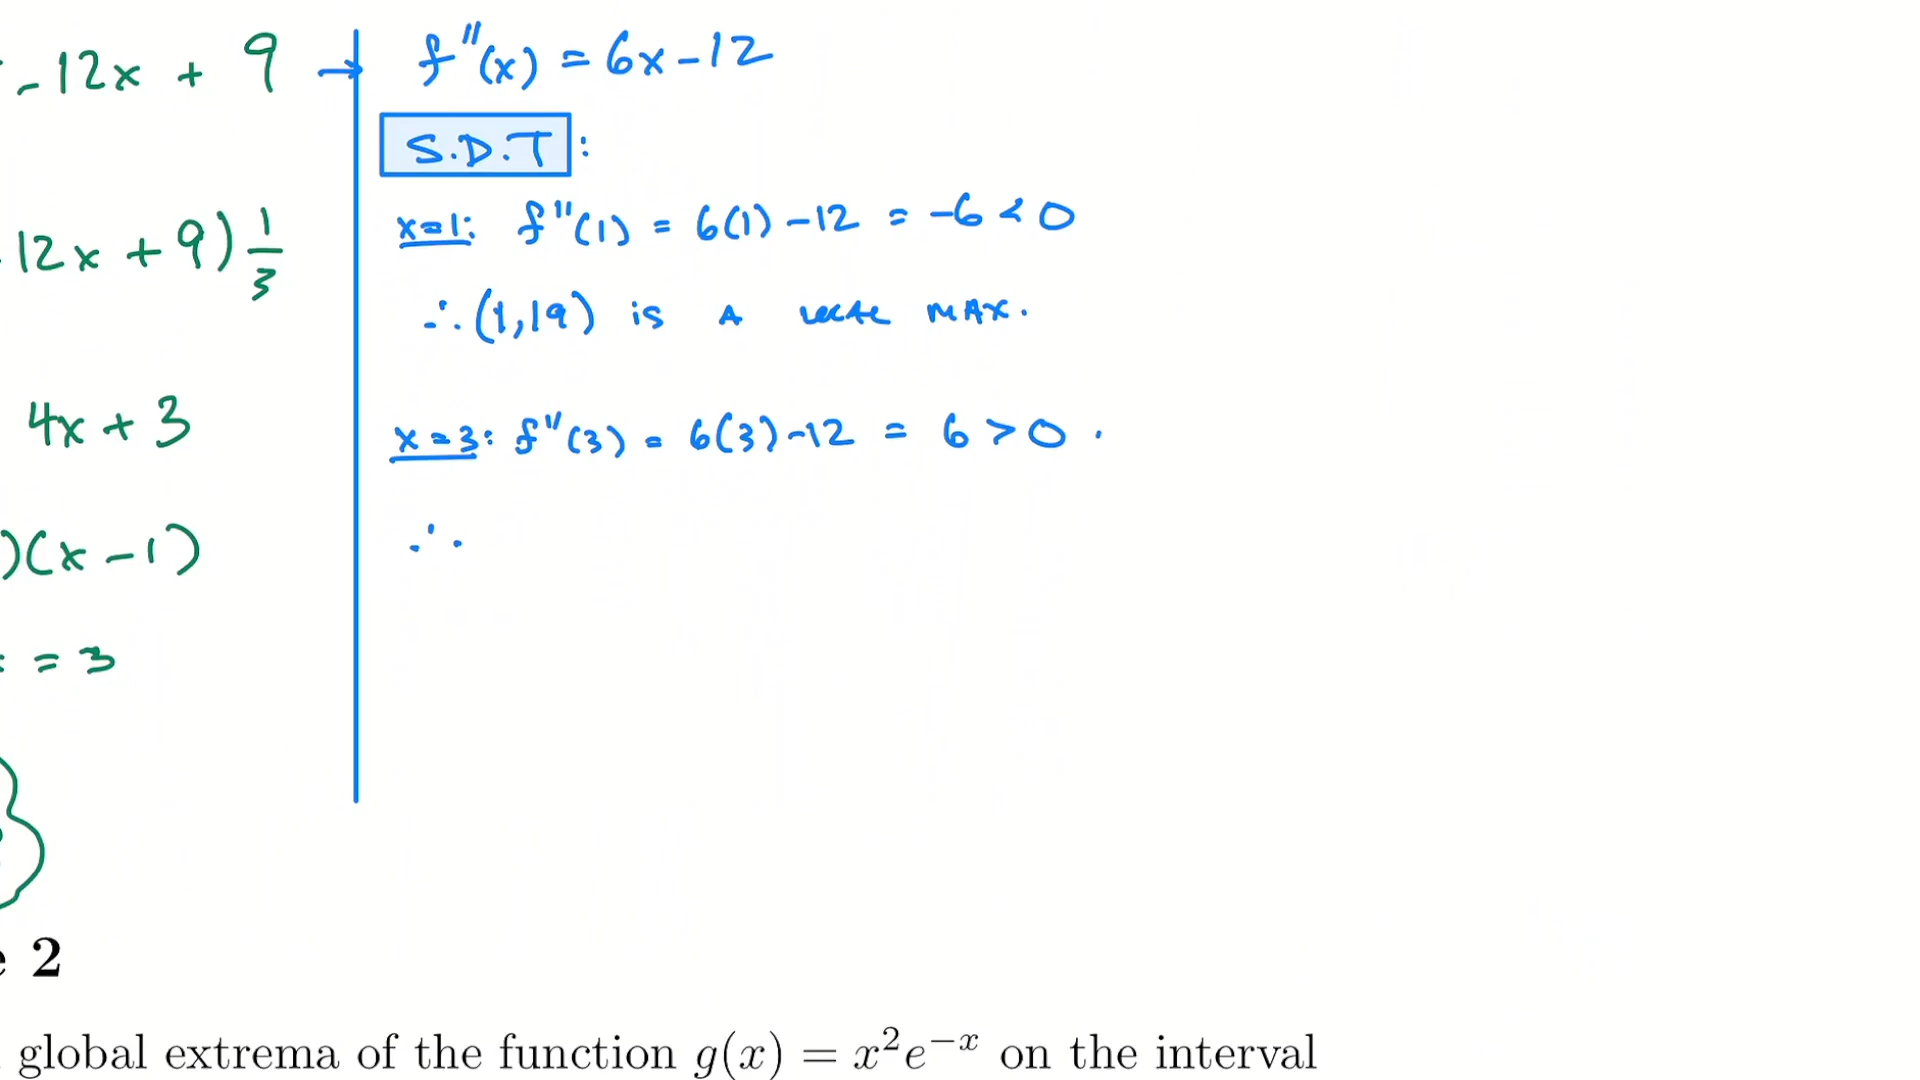 -12x + 9 → f''(x) = 6x-12
S.D.T :
x=1: f''(1) = 6(1)-12 = -6 < 0
12x + 9) 1/3
∴ (1,19) is A LOCAL MAX.
4x + 3
x=3: f''(3) = 6(3)-12 = 6 > 0 .
∴
)(x-1)
= 3
e 2
global extrema of the function g(x) = x²e⁻ˣ on the interval